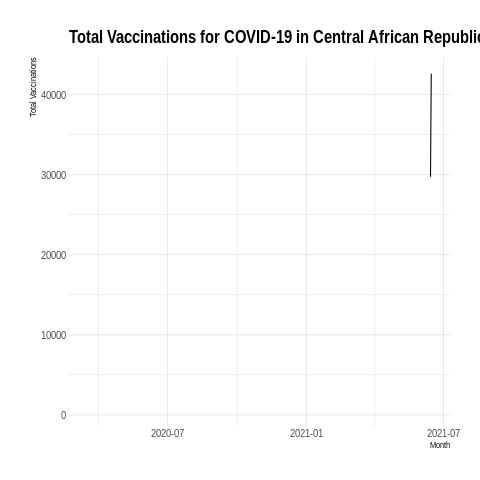 Total Vaccinations for COVID-19 in Central African Republic
Total Vaccinations
40000
30000
20000
10000
0
2020-07
2021-01
2021-07
Month